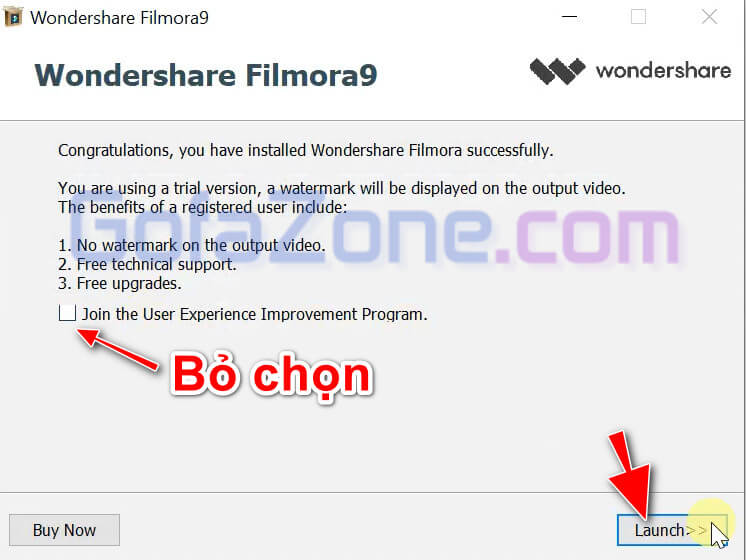 Wondershare Filmora9
Wondershare Filmora9
wondershare
Congratulations, you have installed Wondershare Filmora successfully.
You are using a trial version, a watermark will be displayed on the output video.
The benefits of a registered user include:
GofaZone.com
1. No watermark on the output video.
2. Free technical support.
3. Free upgrades.
Join the User Experience Improvement Program.
Bỏ chọn
Buy Now
Launch>>